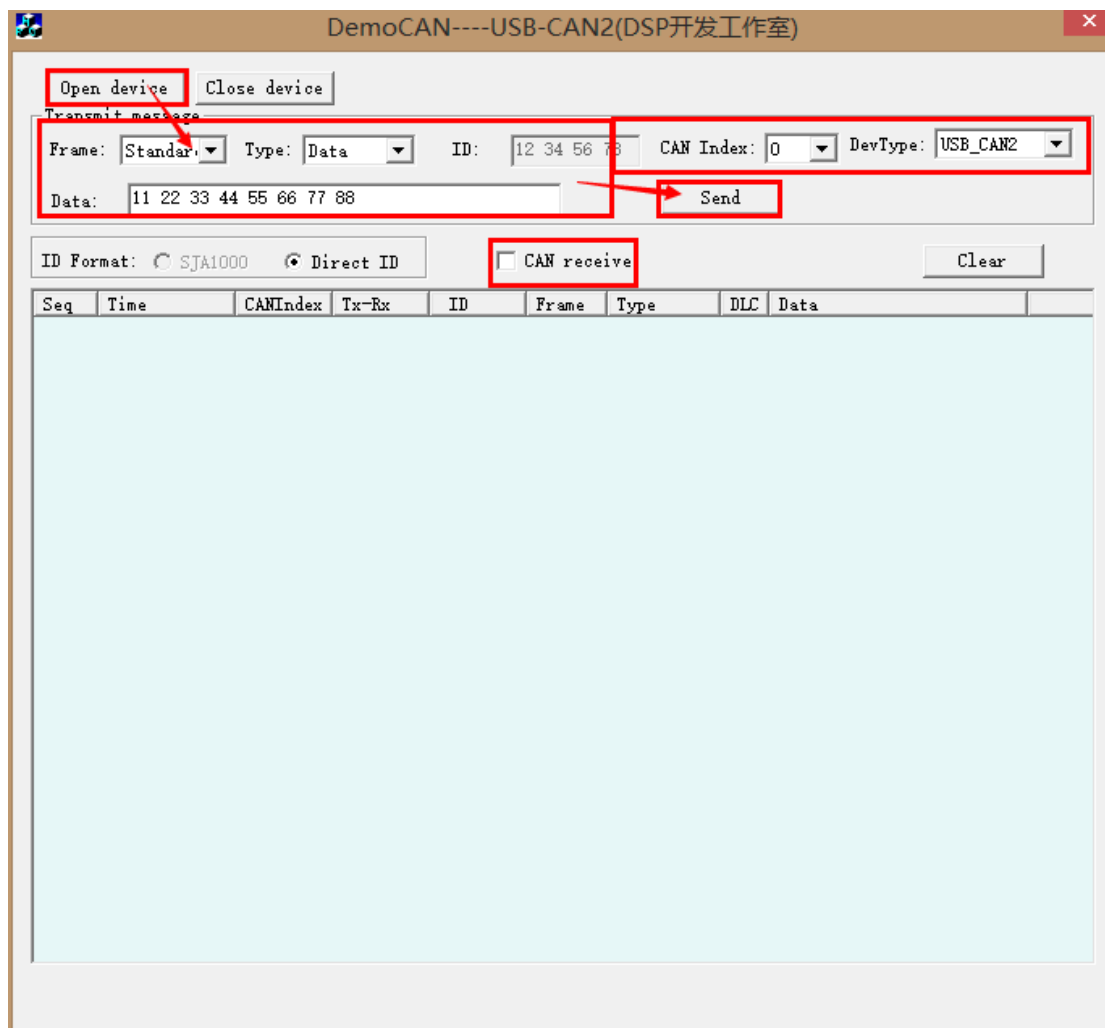 DemoCAN----USB-CAN2(DSP开发工作室)
Open device Close device
Transmit message
Frame: Standar Type: Data ID: 12 34 56 78 CAN Index: 0 DevType: USB_CAN2
Data: 11 22 33 44 55 66 77 88 Send
ID Format: SJA1000 Direct ID CAN receive Clear
Seq Time CANIndex Tx-Rx ID Frame Type DLC Data